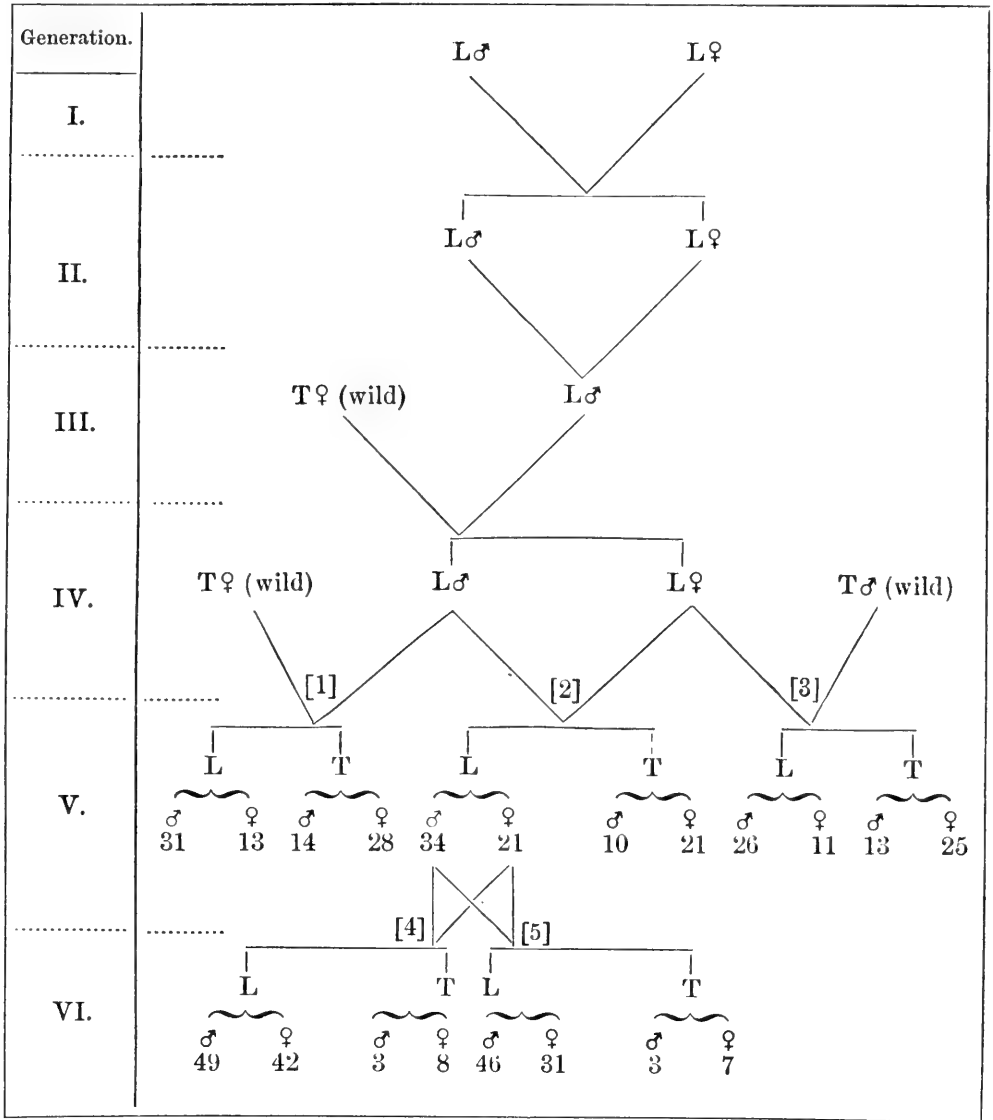 Generation.
L♂ L♀
I.
L♂ L♀
II.
T♀ (wild) L♂
III.
T♀ (wild) L♂ L♀ T♂ (wild)
IV.
[1] [2] [3]
L T L T L T
V.
♂ ♀ ♂ ♀ ♂ ♀ ♂ ♀ ♂ ♀ ♂ ♀
31 13 14 28 34 21 10 21 26 11 13 25
[4] [5]
L T L T
VI.
♂ ♀ ♂ ♀ ♂ ♀ ♂ ♀
49 42 3 8 46 31 3 7